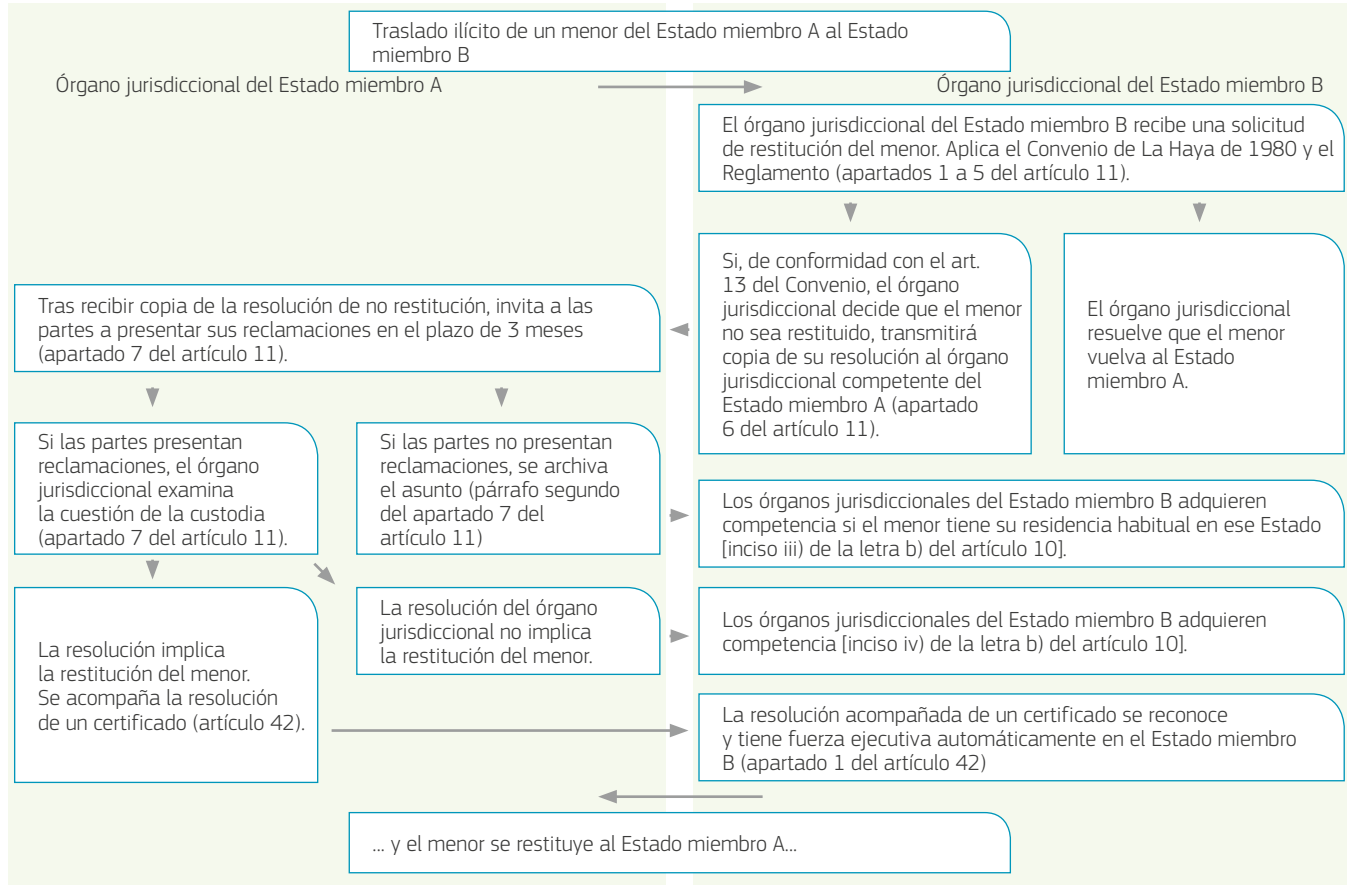 Traslado ilícito de un menor del Estado miembro A al Estado
miembro B
Órgano jurisdiccional del Estado miembro A
Órgano jurisdiccional del Estado miembro B
El órgano jurisdiccional del Estado miembro B recibe una solicitud
de restitución del menor. Aplica el Convenio de La Haya de 1980 y el
Reglamento (apartados 1 a 5 del artículo 11).
Si, de conformidad con el art.
13 del Convenio, el órgano
jurisdiccional decide que el menor
no sea restituido, transmitirá
copia de su resolución al órgano
jurisdiccional competente del
Estado miembro A (apartado
6 del artículo 11).
El órgano jurisdiccional
resuelve que el menor
vuelva al Estado
miembro A.
Tras recibir copia de la resolución de no restitución, invita a las
partes a presentar sus reclamaciones en el plazo de 3 meses
(apartado 7 del artículo 11).
Si las partes presentan
reclamaciones, el órgano
jurisdiccional examina
la cuestión de la custodia
(apartado 7 del artículo 11).
Si las partes no presentan
reclamaciones, se archiva
el asunto (párrafo segundo
del apartado 7 del
artículo 11)
Los órganos jurisdiccionales del Estado miembro B adquieren
competencia si el menor tiene su residencia habitual en ese Estado
[inciso iii) de la letra b) del artículo 10].
La resolución implica
la restitución del menor.
Se acompaña la resolución
de un certificado (artículo 42).
La resolución del órgano
jurisdiccional no implica
la restitución del menor.
Los órganos jurisdiccionales del Estado miembro B adquieren
competencia [inciso iv) de la letra b) del artículo 10].
La resolución acompañada de un certificado se reconoce
y tiene fuerza ejecutiva automáticamente en el Estado miembro
B (apartado 1 del artículo 42)
... y el menor se restituye al Estado miembro A...